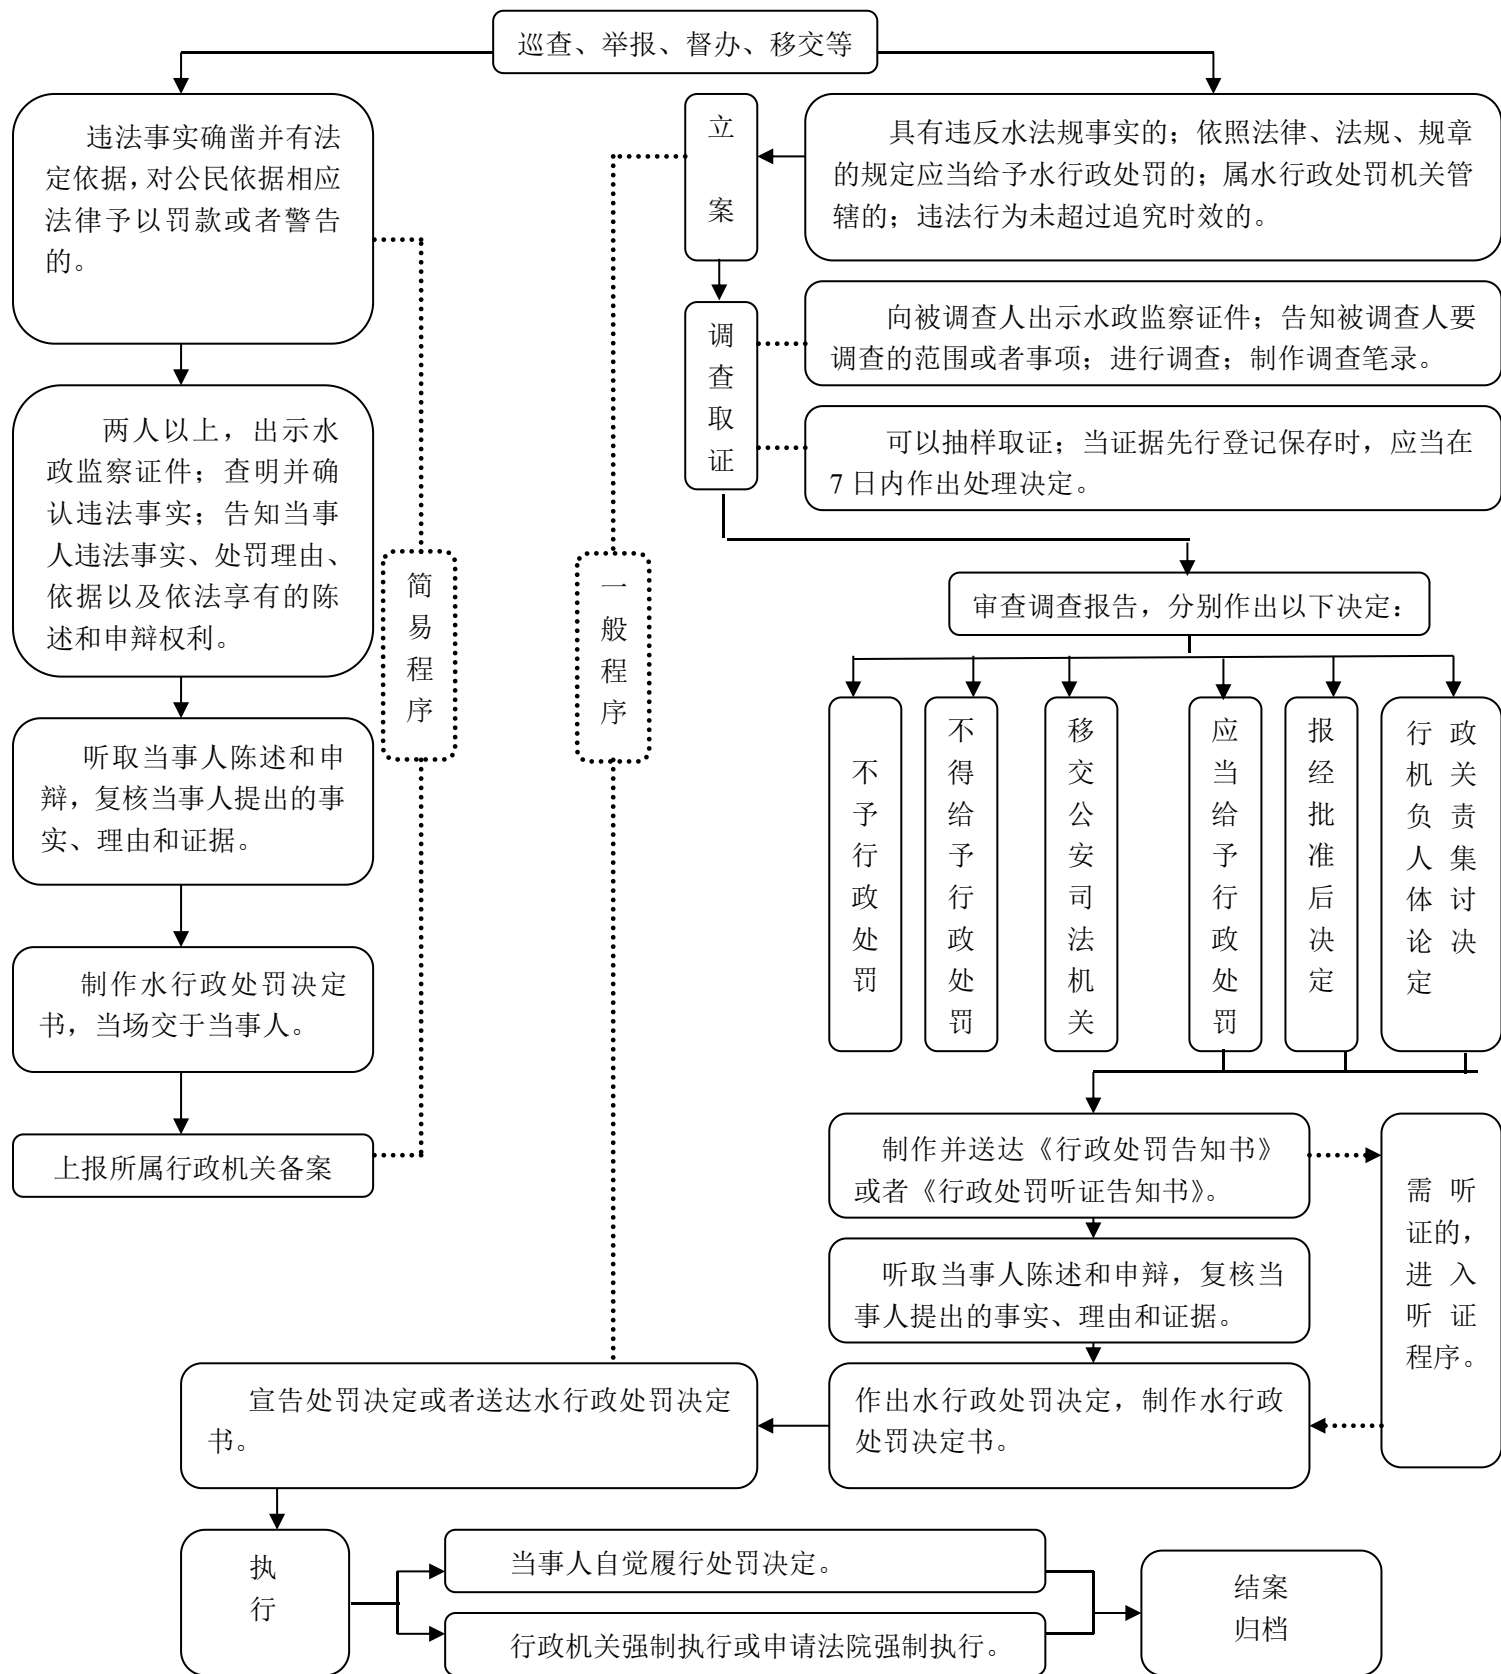 巡查、举报、督办、移交等
违法事实确凿并有法
定依据，对公民依据相应
法律予以罚款或者警告
的。
两人以上，出示水
政监察证件；查明并确
认违法事实；告知当事
人违法事实、处罚理由、
依据以及依法享有的陈
述和申辩权利。
听取当事人陈述和申
辩，复核当事人提出的事
实、理由和证据。
制作水行政处罚决定
书，当场交于当事人。
上报所属行政机关备案
简易程序
一般程序
立案
具有违反水法规事实的；依照法律、法规、规章
的规定应当给予水行政处罚的；属水行政处罚机关管
辖的；违法行为未超过追究时效的。
调查取证
向被调查人出示水政监察证件；告知被调查人要
调查的范围或者事项；进行调查；制作调查笔录。
可以抽样取证；当证据先行登记保存时，应当在
7 日内作出处理决定。
审查调查报告，分别作出以下决定：
不予行政处罚
不得给予行政处罚
移交公安司法机关
应当给予行政处罚
报经批准后决定
行政
机关
负责
人集
体讨
论决
定
制作并送达《行政处罚告知书》
或者《行政处罚听证告知书》。
需听
证的，
进入
听证
程序。
听取当事人陈述和申辩，复核当
事人提出的事实、理由和证据。
作出水行政处罚决定，制作水行政
处罚决定书。
宣告处罚决定或者送达水行政处罚决定
书。
执
行
当事人自觉履行处罚决定。
行政机关强制执行或申请法院强制执行。
结案
归档